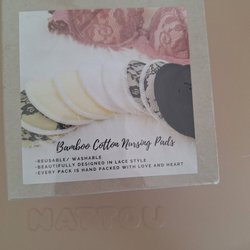 Bamboo Cotton Nursing Pads
-REUSABLE/ WASHABLE
-BEAUTIFULLY DESIGNED IN LACE STYLE
-EVERY PACK IS HAND PACKED WITH LOVE AND HEART